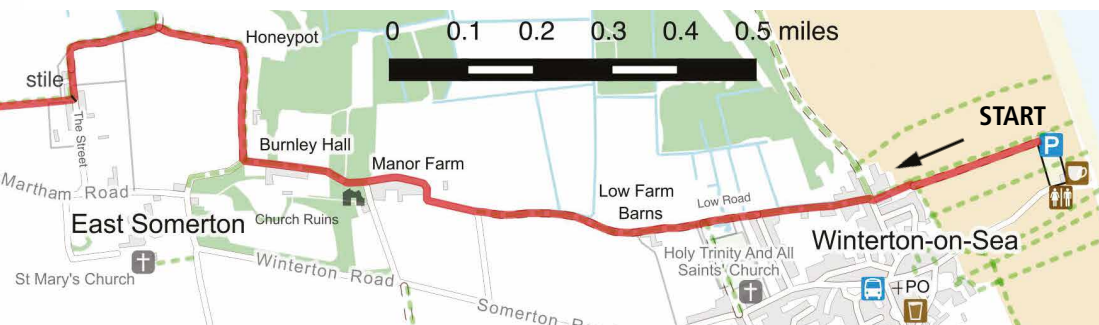 0 0.1 0.2 0.3 0.4 0.5 miles
Honeypot
stile
The Street
START
P
Burnley Hall
Manor Farm
Martham Road
Low Farm
Barns
Low Road
Church Ruins
East Somerton
Winterton-on-Sea
Holy Trinity And All
Saints' Church
St Mary's Church
Winterton Road
Somerton R
+PO